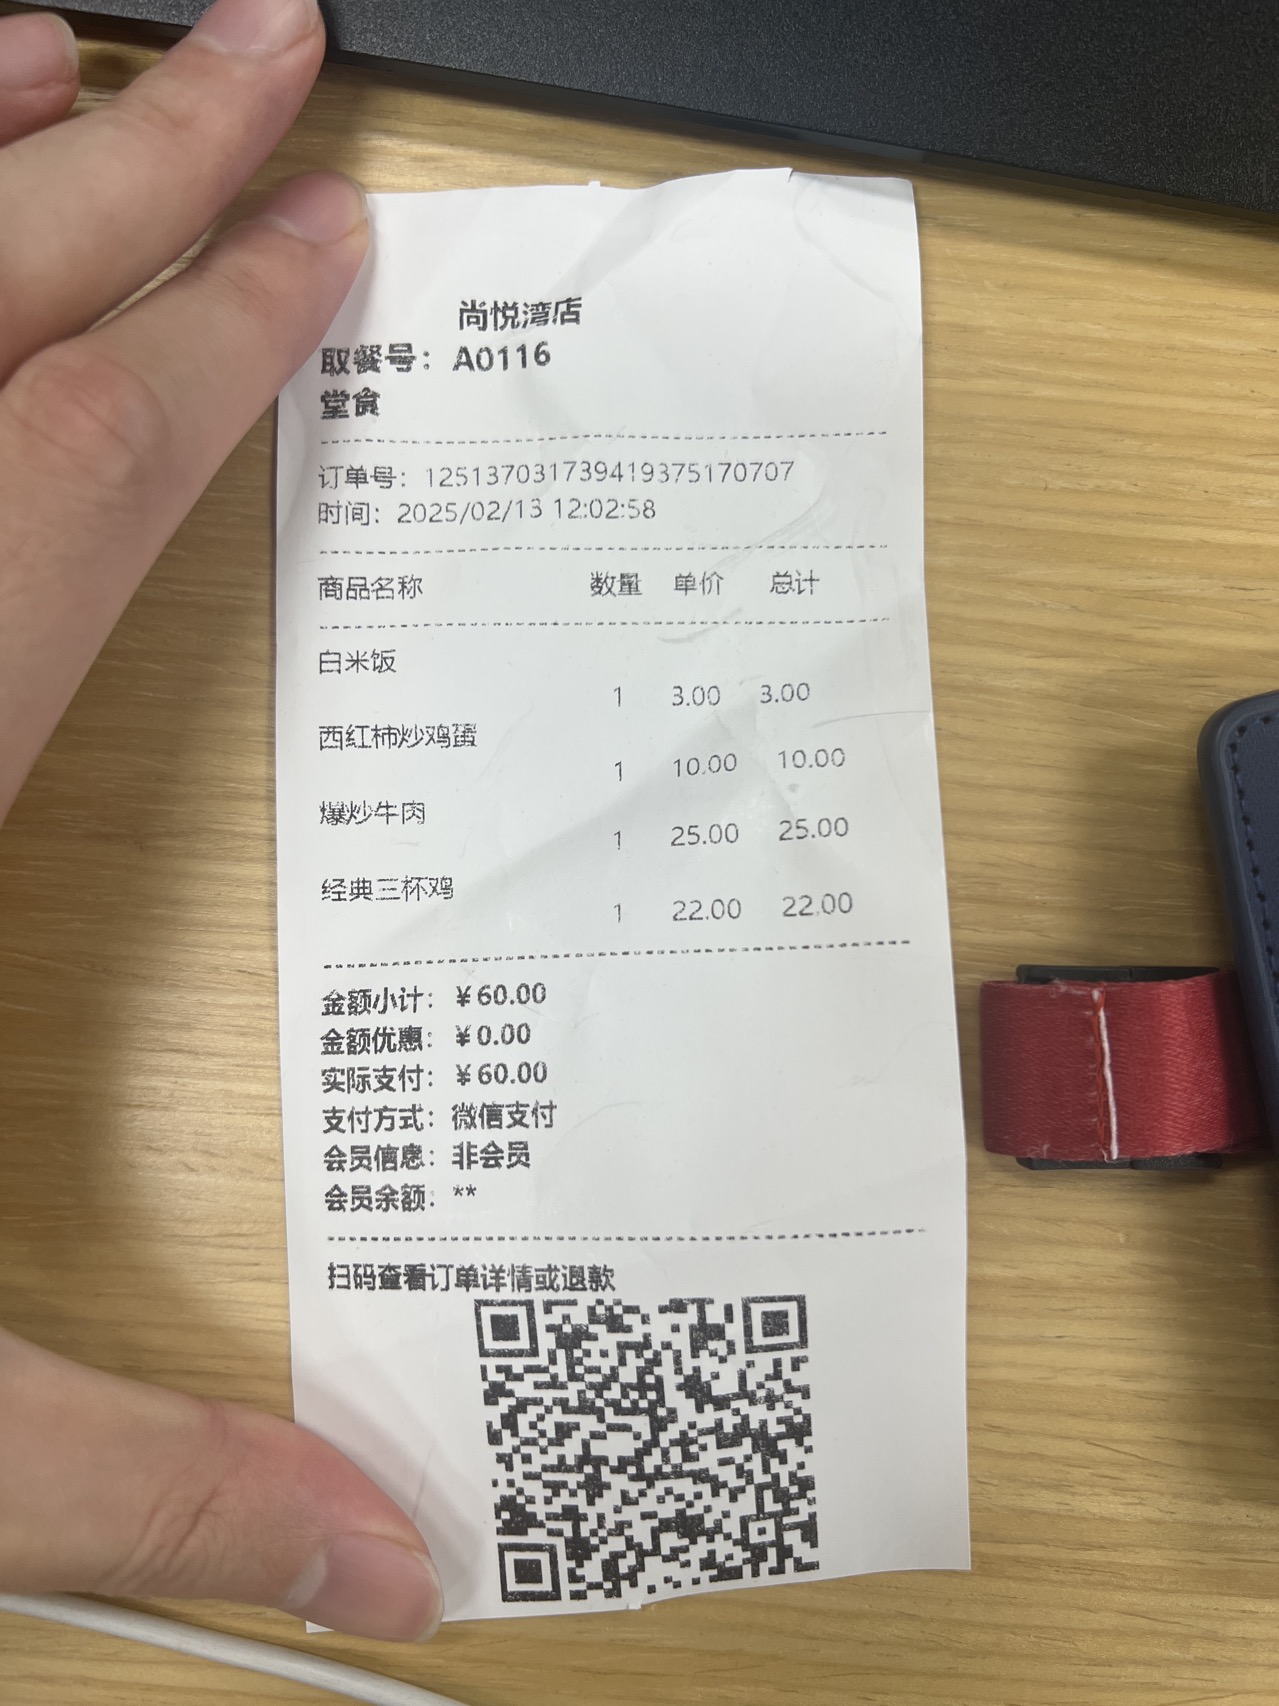 尚悦湾店
取餐号：A0116
堂食
订单号：125137031739419375170707
时间：2025/02/13 12:02:58
商品名称 数量 单价 总计
白米饭
1 3.00 3.00
西红柿炒鸡蛋
1 10.00 10.00
爆炒牛肉
1 25.00 25.00
经典三杯鸡
1 22.00 22.00
金额小计：¥60.00
金额优惠：¥0.00
实际支付：¥60.00
支付方式：微信支付
会员信息：非会员
会员余额：**
扫码查看订单详情或退款